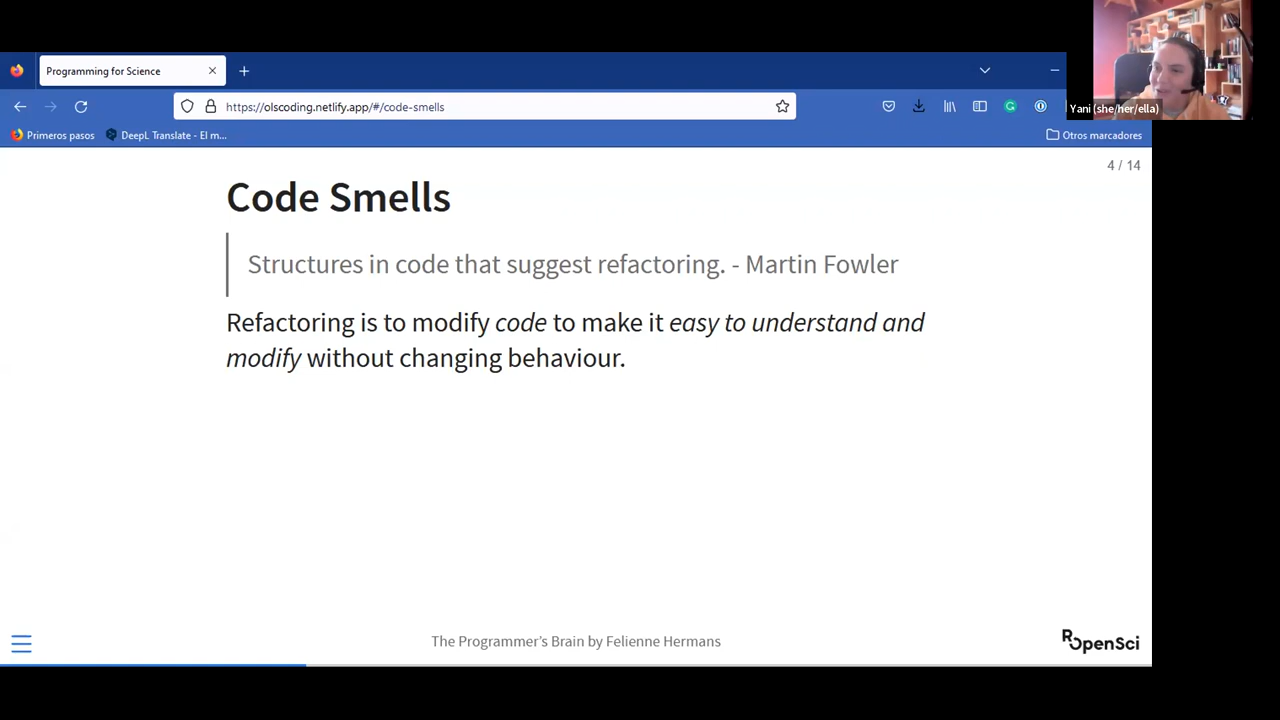 Programming for Science
https://olscoding.netlify.app/#/code-smells
Yani (she/her/ella)
Primeros pasos
DeepL Translate - El m...
Otros marcadores
4 / 14
Code Smells
Structures in code that suggest refactoring. - Martin Fowler
Refactoring is to modify code to make it easy to understand and
modify without changing behaviour.
The Programmer's Brain by Felienne Hermans
ROpenSci